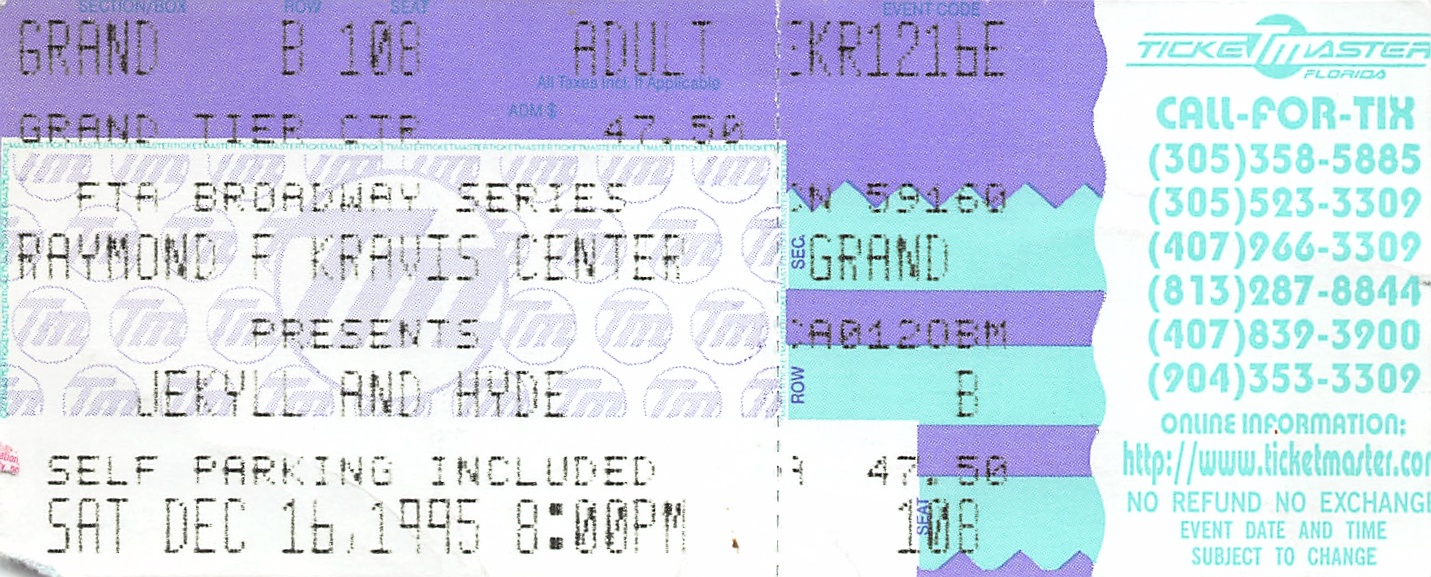 SECTION/BOX ROW SEAT EVENT CODE
GRAND B 108 ADULT EKR1216E
All Taxes Incl. If Applicable
ADM $
GRAND TIER CTR 47.50
FTA BROADWAY SERIES CN 59160
RAYMOND F KRAVIS CENTER SEC. GRAND
PRESENTS CA0120BM
JEKYLL AND HYDE ROW B
SELF PARKING INCLUDED A 47.50
SAT DEC 16,1995 8:00PM SEAT 108
TICKETMASTER
FLORIDA
CALL-FOR-TIX
(305)358-5885
(305)523-3309
(407)966-3309
(813)287-8844
(407)839-3900
(904)353-3309
ONLINE INFORMATION:
http://www.ticketmaster.com
NO REFUND NO EXCHANGE
EVENT DATE AND TIME
SUBJECT TO CHANGE